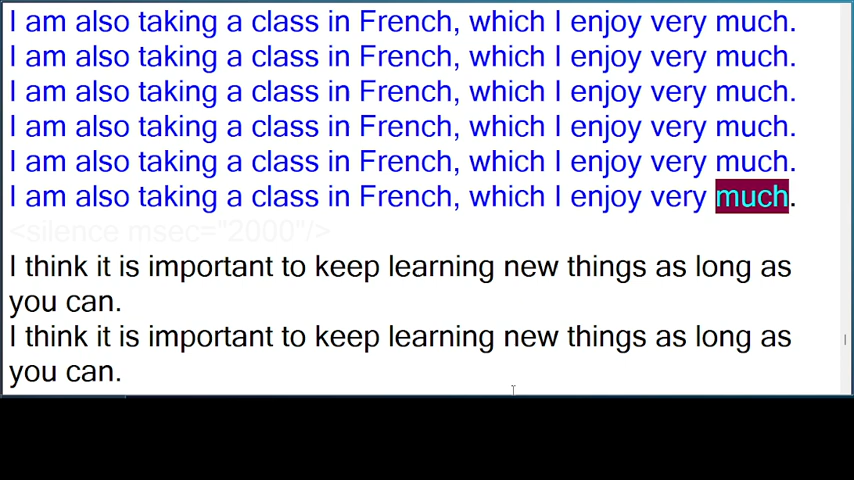 I am also taking a class in French, which I enjoy very much.
I am also taking a class in French, which I enjoy very much.
I am also taking a class in French, which I enjoy very much.
I am also taking a class in French, which I enjoy very much.
I am also taking a class in French, which I enjoy very much.
I am also taking a class in French, which I enjoy very much.
<silence msec="2000"/>
I think it is important to keep learning new things as long as
you can.
I think it is important to keep learning new things as long as
you can.